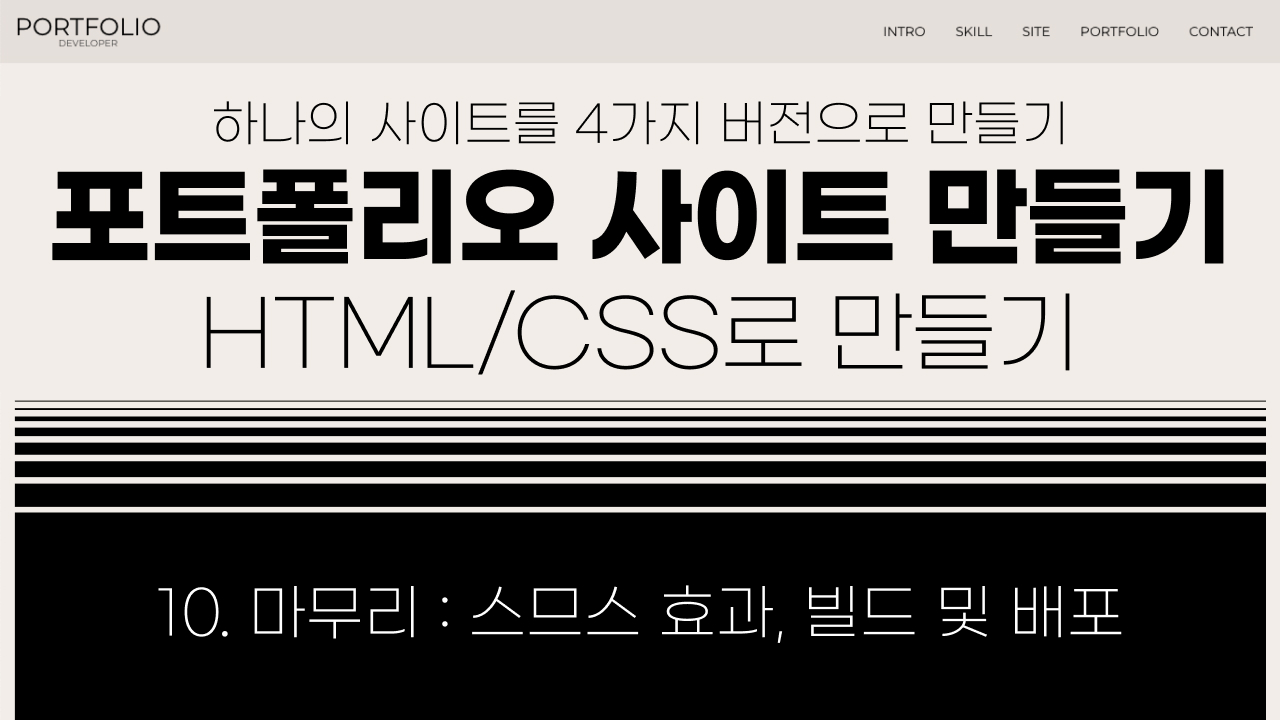 PORTFOLIO
DEVELOPER
INTRO SKILL SITE PORTFOLIO CONTACT
하나의 사이트를 4가지 버전으로 만들기
포트폴리오 사이트 만들기
HTML/CSS로 만들기
10. 마무리 : 스므스 효과, 빌드 및 배포